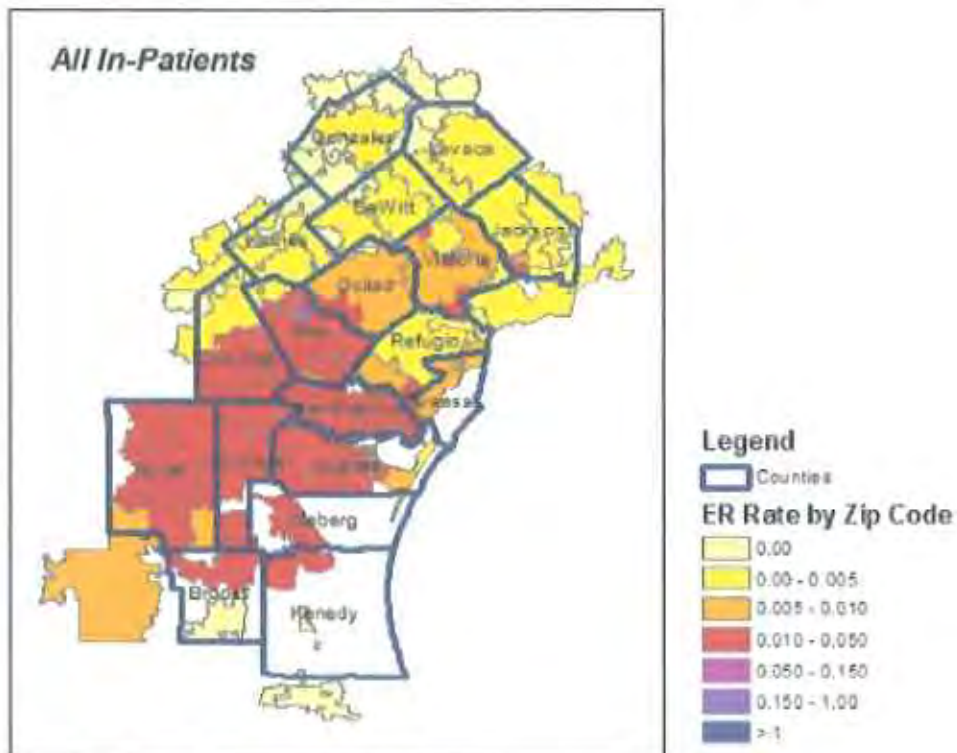 All In-Patients
Gonzales
Lavaca
DeWitt
Jackson
Victoria
Goliad
Refugio
Brooks
Kenedy
Legend
Counties
ER Rate by Zip Code
0.00
0.00 - 0.005
0.005 - 0.010
0.010 - 0.050
0.050 - 0.150
0.150 - 1.00
> 1